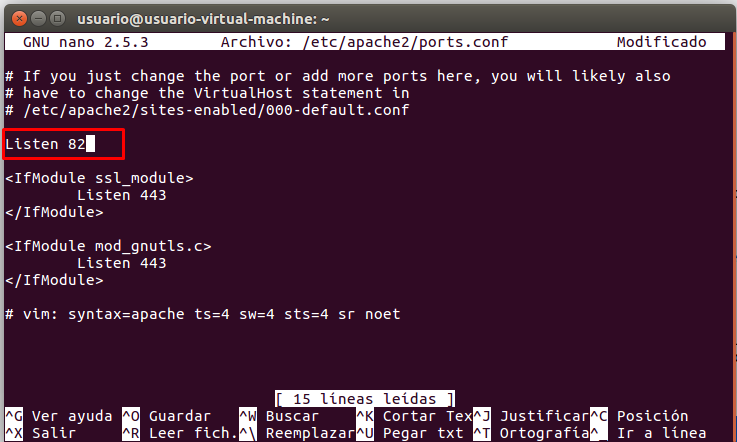 usuario@usuario-virtual-machine: ~
GNU nano 2.5.3 Archivo: /etc/apache2/ports.conf Modificado
# If you just change the port or add more ports here, you will likely also
# have to change the VirtualHost statement in
# /etc/apache2/sites-enabled/000-default.conf
Listen 82
<IfModule ssl_module>
Listen 443
</IfModule>
<IfModule mod_gnutls.c>
Listen 443
</IfModule>
# vim: syntax=apache ts=4 sw=4 sts=4 sr noet
[ 15 líneas leídas ]
^G Ver ayuda ^O Guardar ^W Buscar ^K Cortar Tex^J Justificar^C Posición
^X Salir ^R Leer fich.^\ Reemplazar^U Pegar txt ^T Ortografía^_ Ir a línea